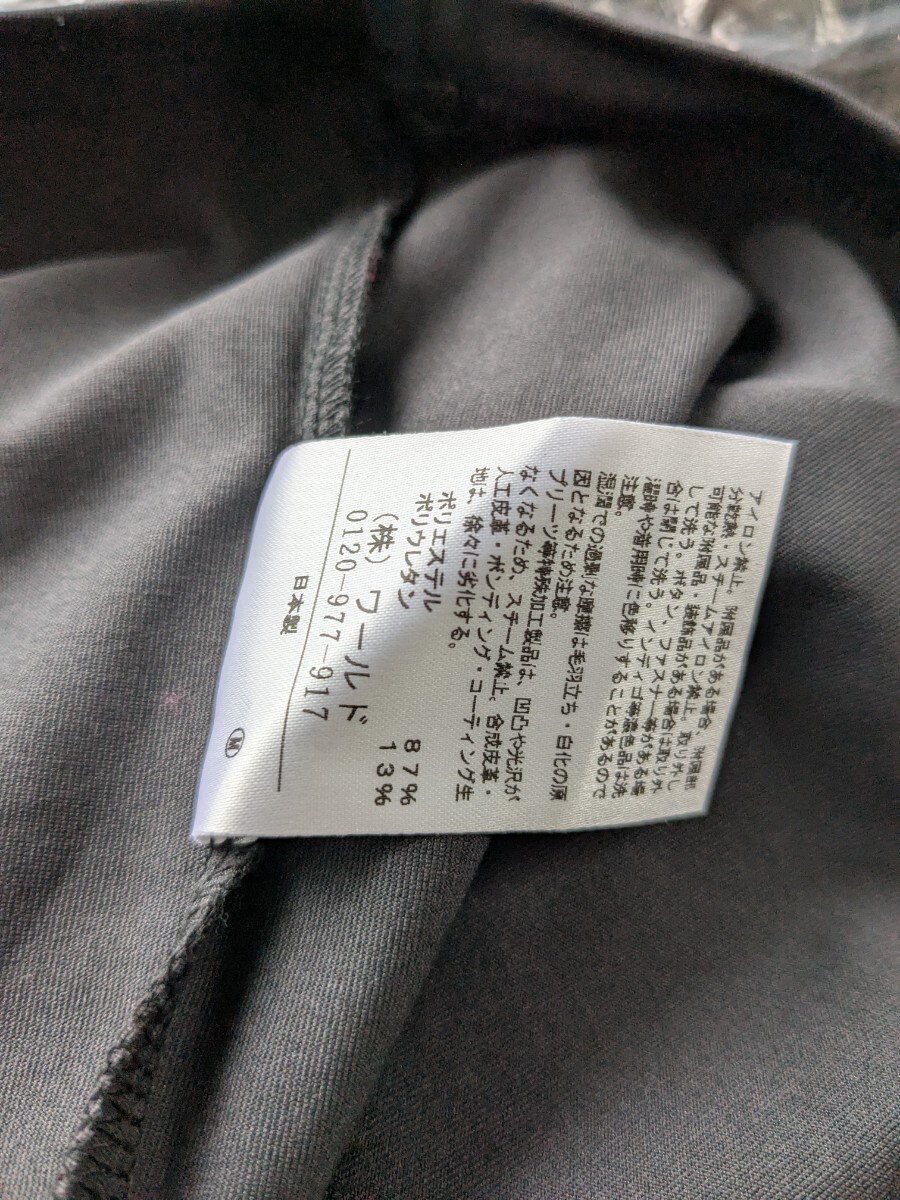 アイロン禁止。附属品がある場合、附属部
分散熱・スチームアイロン禁止。取り外し
可能な附属品・装飾品がある場合は取り外
して洗う。ボタン、ファスナー等がある場
合は閉じて洗う。インディゴ等濃色品は洗
濯時や着用時に色移りすることがあるので
注意。
湿潤での過剰な摩擦は毛羽立ち・白化の原
因となるため注意。
プリーツ等特殊加工製品は、凹凸や光沢が
なくなるため、スチーム禁止。合成皮革・
人工皮革・ボンディング・コーティング生
地は、徐々に劣化する。
ポリエステル 87%
ポリウレタン 13%
(株) ワールド
0120-977-917
日本製
M